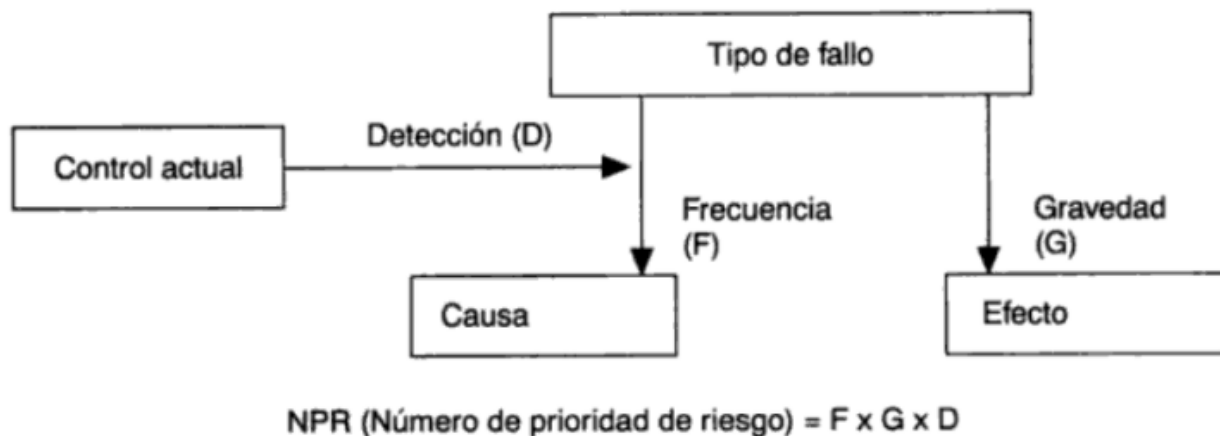 Tipo de fallo
Detección (D)
Control actual
Frecuencia
(F)
Gravedad
(G)
Causa
Efecto
NPR (Número de prioridad de riesgo) = F x G x D